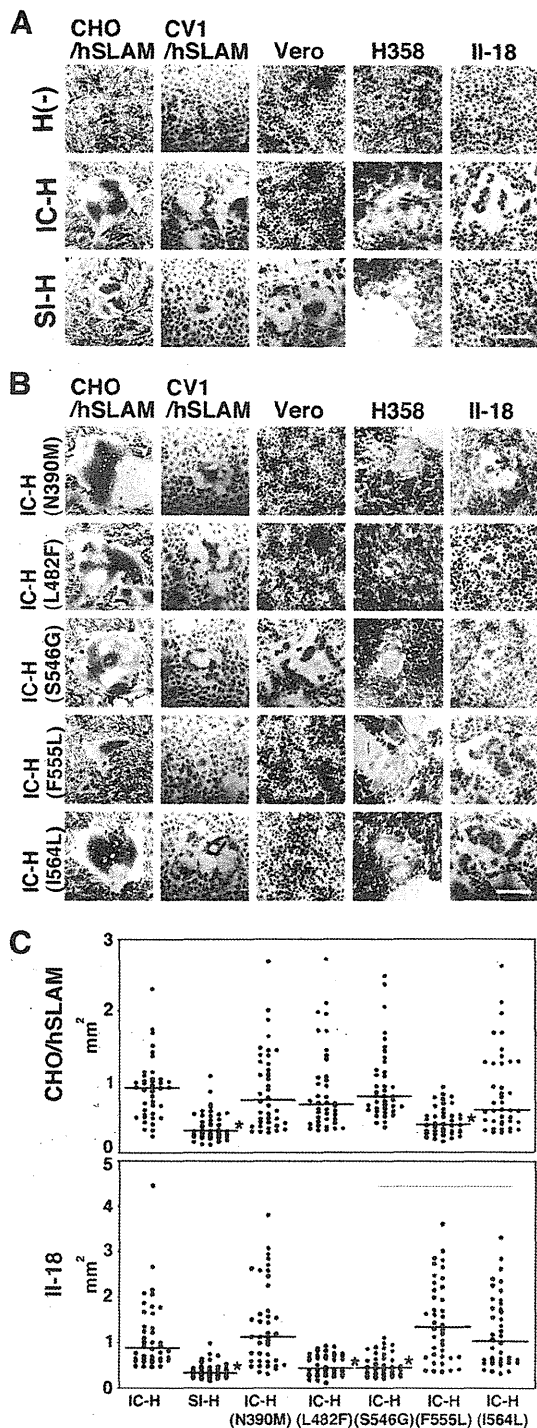 A
CHO CV1
/hSLAM /hSLAM Vero H358 II-18
H(-)
IC-H
SI-H
B
CHO CV1
/hSLAM /hSLAM Vero H358 II-18
IC-H
(N390M)
IC-H
(L482F)
IC-H
(S546G)
IC-H
(F555L)
IC-H
(I564L)
C
CHO/hSLAM
mm2
3
2
1
0
* *
II-18
mm2
5
4
3
2
1
0
* * *
IC-H SI-H IC-H IC-H IC-H IC-H IC-H
(N390M) (L482F) (S546G) (F555L) (I564L)